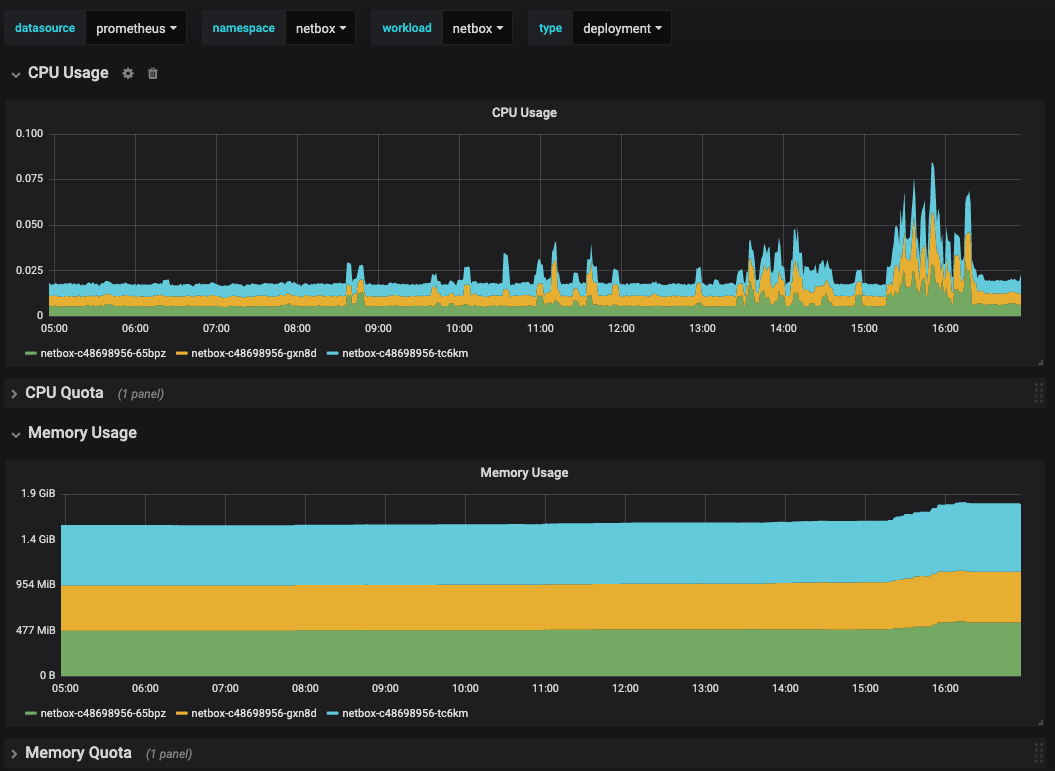 datasource prometheus namespace netbox workload netbox type deployment
CPU Usage
CPU Usage
0.100
0.075
0.050
0.025
0
05:00 06:00 07:00 08:00 09:00 10:00 11:00 12:00 13:00 14:00 15:00 16:00
netbox-c48698956-65bpz netbox-c48698956-gxn8d netbox-c48698956-tc6km
CPU Quota (1 panel)
Memory Usage
Memory Usage
1.9 GiB
1.4 GiB
954 MiB
477 MiB
0 B
05:00 06:00 07:00 08:00 09:00 10:00 11:00 12:00 13:00 14:00 15:00 16:00
netbox-c48698956-65bpz netbox-c48698956-gxn8d netbox-c48698956-tc6km
Memory Quota (1 panel)